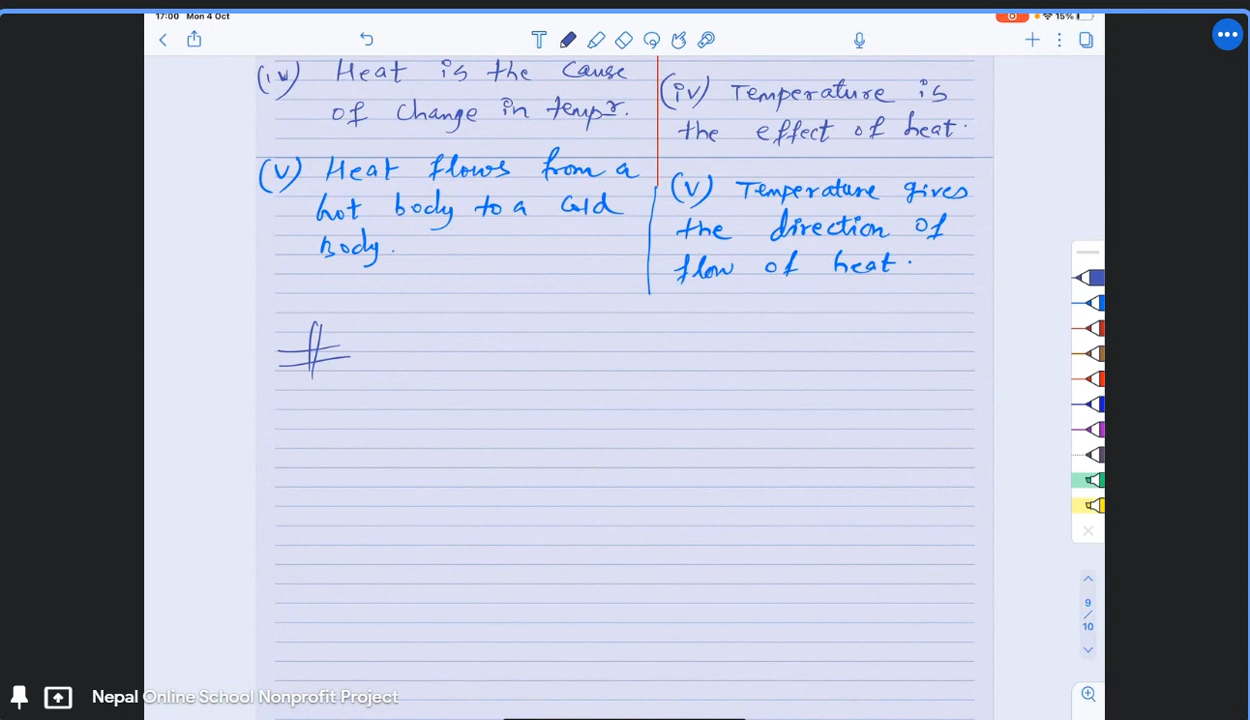 17:00 Mon 4 Oct
15%
(iv) Heat is the cause
of change in tempr.
(iv) Temperature is
the effect of heat.
(v) Heat flows from a
hot body to a cold
Body.
(v) Temperature gives
the direction of
flow of heat.
#
9
/
10
Nepal Online School Nonprofit Project